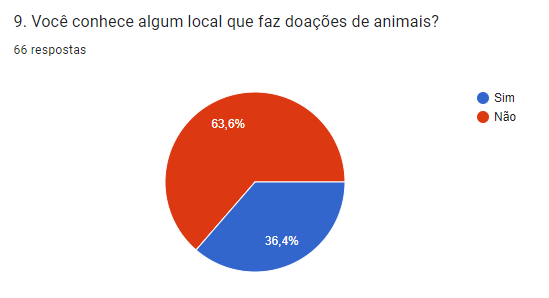 9. Você conhece algum local que faz doações de animais?
66 respostas
Sim
Não
63,6%
36,4%